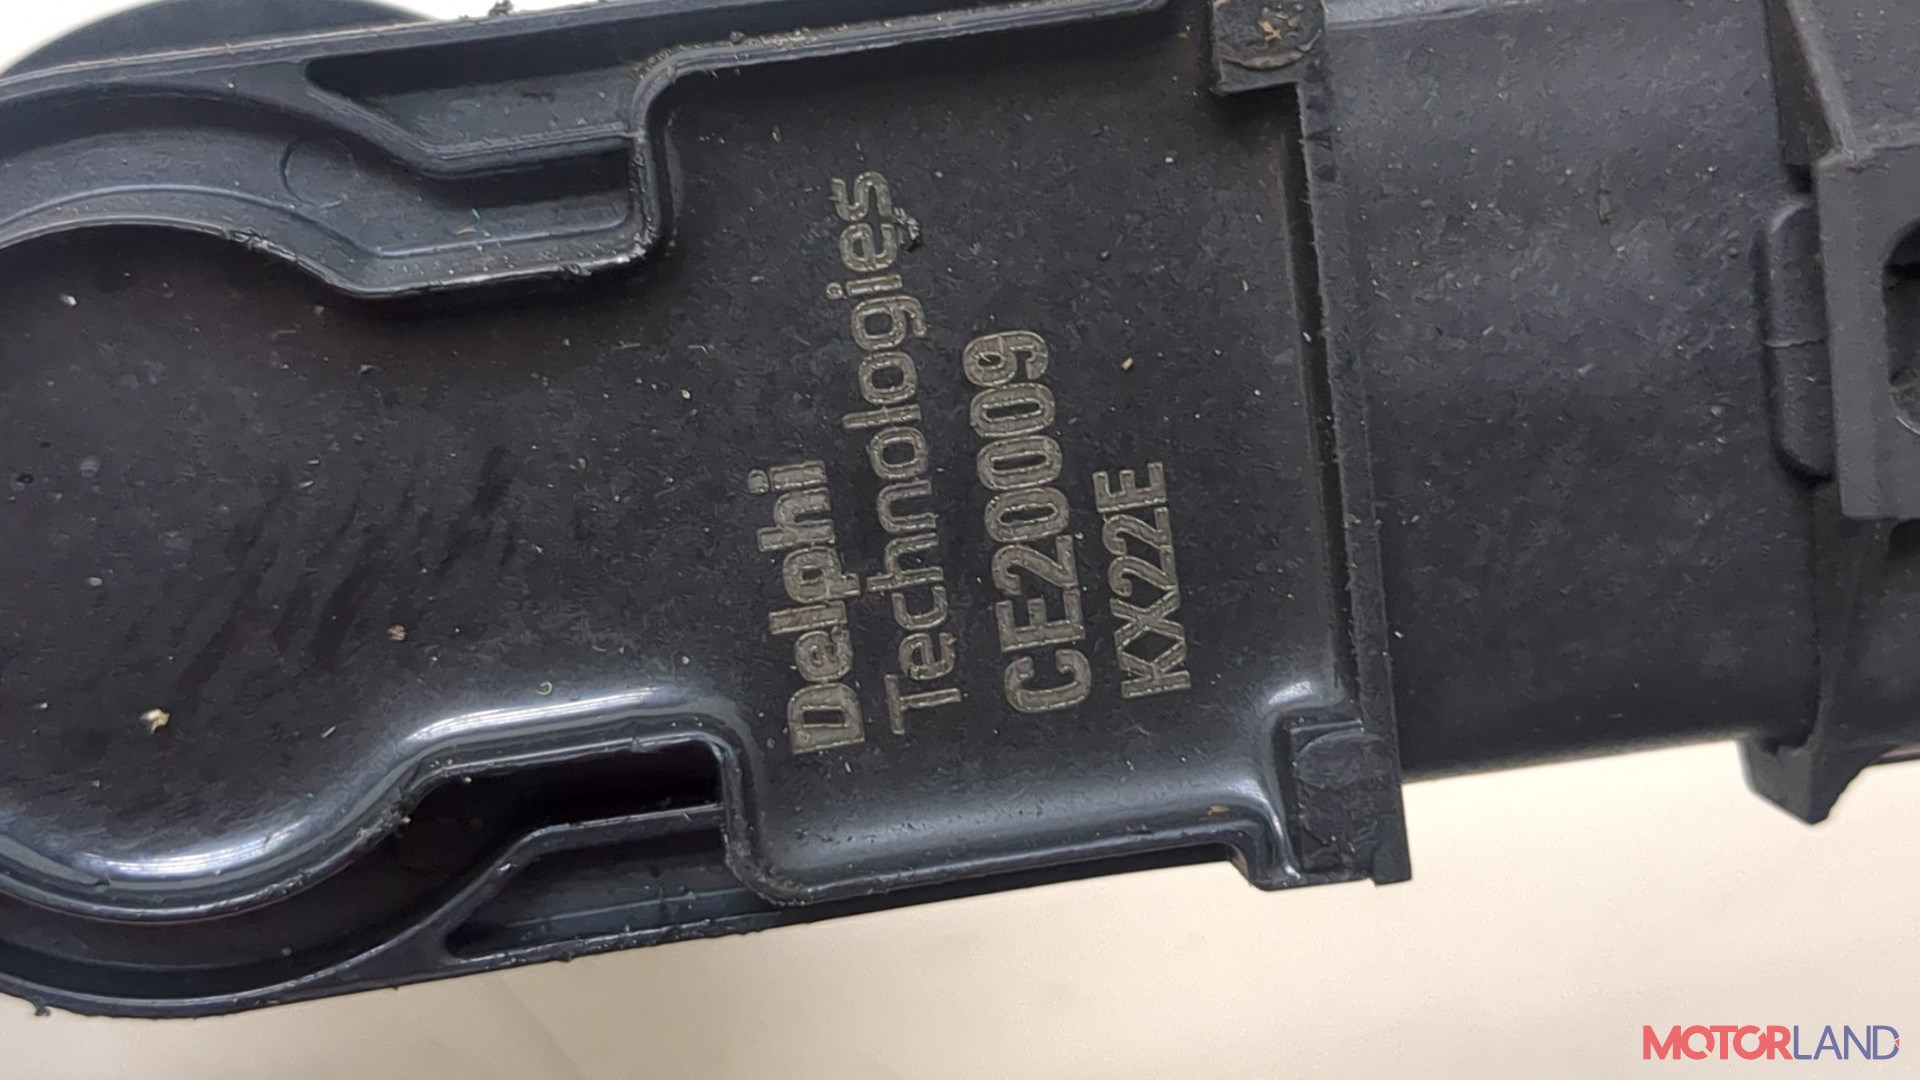 Delphi
Technologies
CE20009
KX22E
MOTORLAND